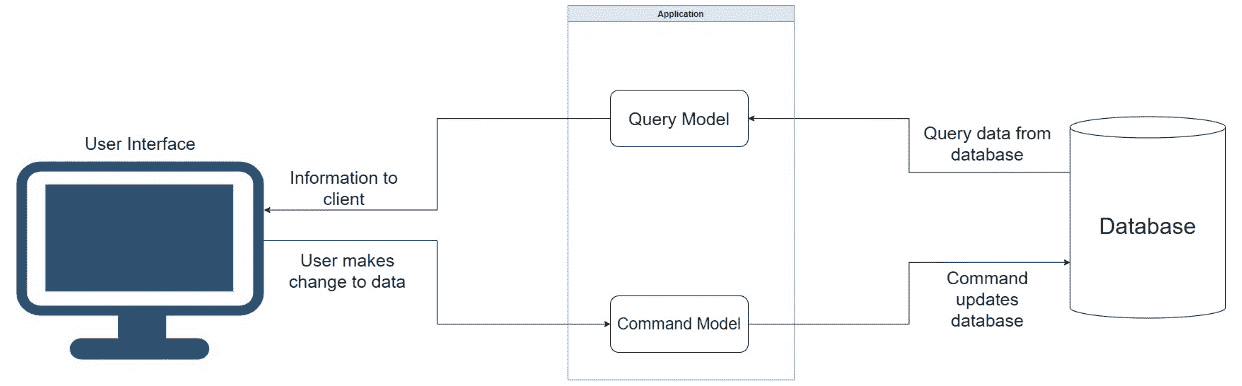 Application
User Interface
Query Model
Query data from
database
Information to
client
Database
User makes
change to data
Command Model
Command
updates
database